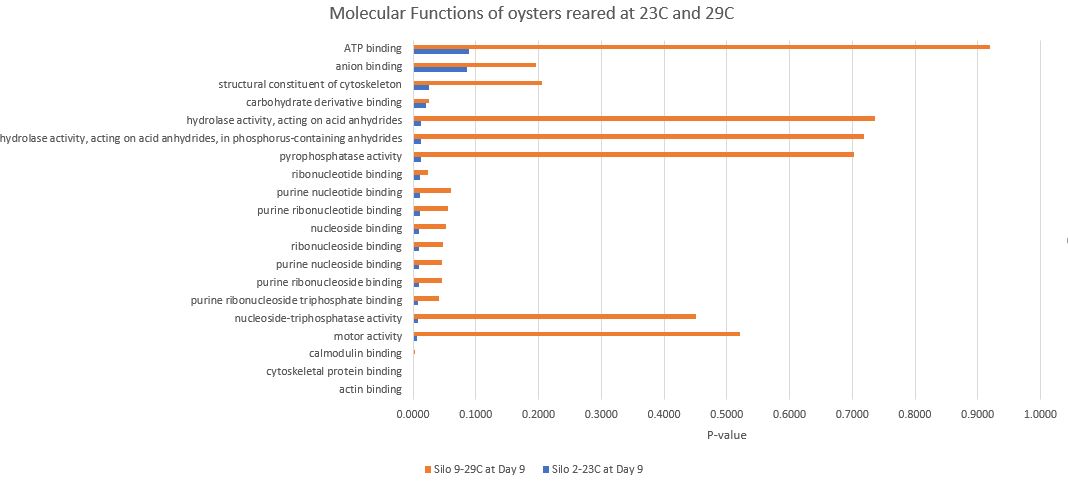 Molecular Functions of oysters reared at 23C and 29C
ATP binding
anion binding
structural constituent of cytoskeleton
carbohydrate derivative binding
hydrolase activity, acting on acid anhydrides
hydrolase activity, acting on acid anhydrides, in phosphorus-containing anhydrides
pyrophosphatase activity
ribonucleotide binding
purine nucleotide binding
purine ribonucleotide binding
nucleoside binding
ribonucleoside binding
purine nucleoside binding
purine ribonucleoside binding
purine ribonucleoside triphosphate binding
nucleoside-triphosphatase activity
motor activity
calmodulin binding
cytoskeletal protein binding
actin binding
0.0000 0.1000 0.2000 0.3000 0.4000 0.5000 0.6000 0.7000 0.8000 0.9000 1.0000
P-value
Silo 9-29C at Day 9 Silo 2-23C at Day 9